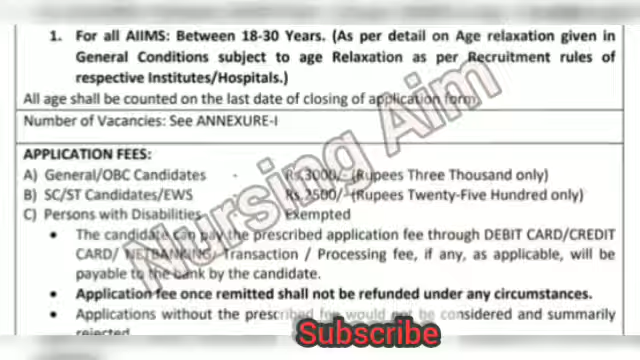 1. For all AIIMS: Between 18-30 Years. (As per detail on Age relaxation given in
General Conditions subject to age Relaxation as per Recruitment rules of
respective Institutes/Hospitals.)
All age shall be counted on the last date of closing of application form.
Number of Vacancies: See ANNEXURE-I
APPLICATION FEES:
A) General/OBC Candidates - Rs.3000/- (Rupees Three Thousand only)
B) SC/ST Candidates/EWS Rs.2500/- (Rupees Twenty-Five Hundred only)
C) Persons with Disabilities Exempted
• The candidate can pay the prescribed application fee through DEBIT CARD/CREDIT
CARD/ NETBANKING. Transaction / Processing fee, if any, as applicable, will be
payable to the bank by the candidate.
• Application fee once remitted shall not be refunded under any circumstances.
• Applications without the prescribed fee would not be considered and summarily
rejected
Nursing Aim
Subscribe